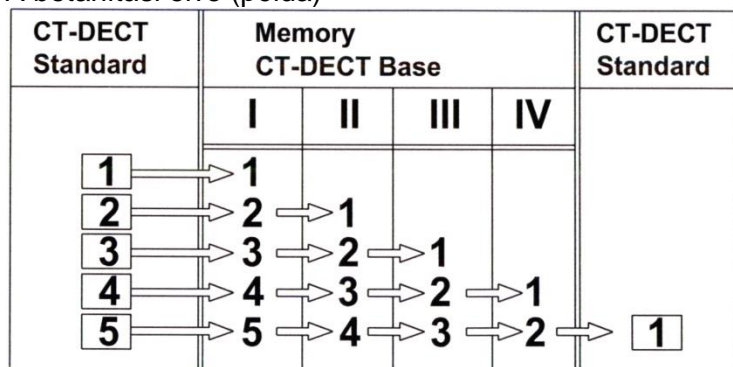 (példa)
CT-DECT Memory CT-DECT
Standard CT-DECT Base Standard
I II III IV
1 1
2 2 1
3 3 2 1
4 4 3 2 1
5 5 4 3 2 1